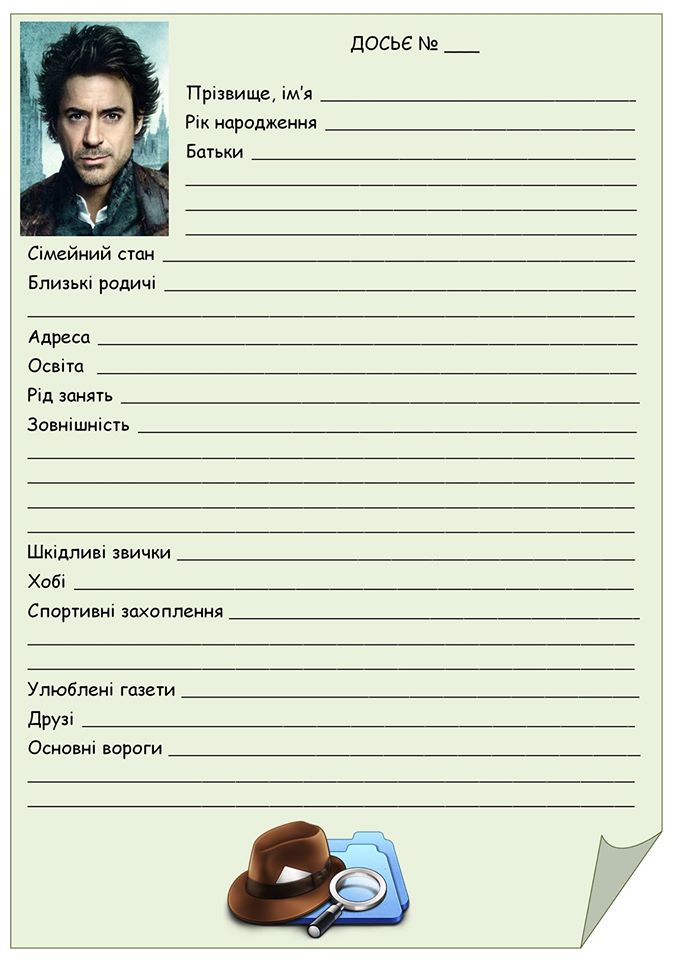 ДОСЬЄ № ___
Прізвище, ім’я ______________________________
Рік народження ______________________________
Батьки ______________________________
Сімейний стан ______________________________
Близькі родичі ______________________________
Адреса ______________________________
Освіта ______________________________
Рід занять ______________________________
Зовнішність ______________________________
Шкідливі звички ______________________________
Хобі ______________________________
Спортивні захоплення ______________________________
Улюблені газети ______________________________
Друзі ______________________________
Основні вороги ______________________________